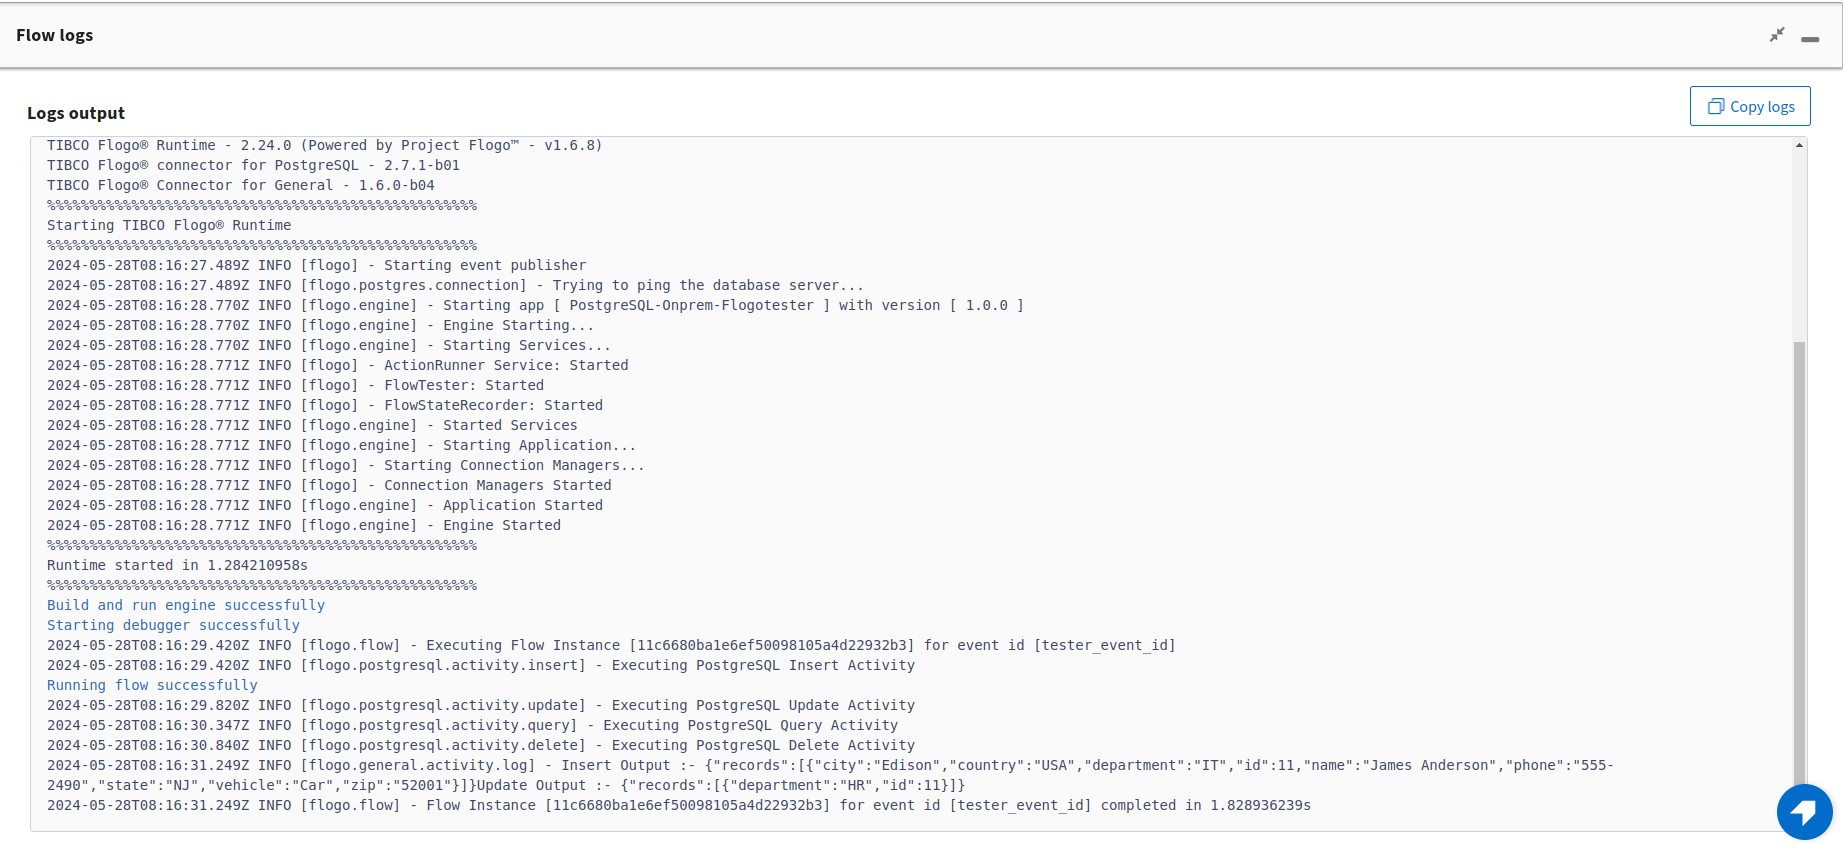 Flow logs
Logs output
Copy logs
TIBCO Flogo® Runtime - 2.24.0 (Powered by Project Flogo™ - v1.6.8)
TIBCO Flogo® connector for PostgreSQL - 2.7.1-b01
TIBCO Flogo® Connector for General - 1.6.0-b04
%%%%%%%%%%%%%%%%%%%%%%%%%%%%%%%%%%%%%%%%%%%%%%%%%%%
Starting TIBCO Flogo® Runtime
%%%%%%%%%%%%%%%%%%%%%%%%%%%%%%%%%%%%%%%%%%%%%%%%%%%
2024-05-28T08:16:27.489Z INFO [flogo] - Starting event publisher
2024-05-28T08:16:27.489Z INFO [flogo.postgres.connection] - Trying to ping the database server...
2024-05-28T08:16:28.770Z INFO [flogo.engine] - Starting app [ PostgreSQL-Onprem-Flogotester ] with version [ 1.0.0 ]
2024-05-28T08:16:28.770Z INFO [flogo.engine] - Engine Starting...
2024-05-28T08:16:28.770Z INFO [flogo.engine] - Starting Services...
2024-05-28T08:16:28.771Z INFO [flogo] - ActionRunner Service: Started
2024-05-28T08:16:28.771Z INFO [flogo] - FlowTester: Started
2024-05-28T08:16:28.771Z INFO [flogo] - FlowStateRecorder: Started
2024-05-28T08:16:28.771Z INFO [flogo.engine] - Started Services
2024-05-28T08:16:28.771Z INFO [flogo.engine] - Starting Application...
2024-05-28T08:16:28.771Z INFO [flogo] - Starting Connection Managers...
2024-05-28T08:16:28.771Z INFO [flogo] - Connection Managers Started
2024-05-28T08:16:28.771Z INFO [flogo.engine] - Application Started
2024-05-28T08:16:28.771Z INFO [flogo.engine] - Engine Started
%%%%%%%%%%%%%%%%%%%%%%%%%%%%%%%%%%%%%%%%%%%%%%%%%%%
Runtime started in 1.284210958s
%%%%%%%%%%%%%%%%%%%%%%%%%%%%%%%%%%%%%%%%%%%%%%%%%%%
Build and run engine successfully
Starting debugger successfully
2024-05-28T08:16:29.420Z INFO [flogo.flow] - Executing Flow Instance [11c6680ba1e6ef50098105a4d22932b3] for event id [tester_event_id]
2024-05-28T08:16:29.420Z INFO [flogo.postgresql.activity.insert] - Executing PostgreSQL Insert Activity
Running flow successfully
2024-05-28T08:16:29.820Z INFO [flogo.postgresql.activity.update] - Executing PostgreSQL Update Activity
2024-05-28T08:16:30.347Z INFO [flogo.postgresql.activity.query] - Executing PostgreSQL Query Activity
2024-05-28T08:16:30.840Z INFO [flogo.postgresql.activity.delete] - Executing PostgreSQL Delete Activity
2024-05-28T08:16:31.249Z INFO [flogo.general.activity.log] - Insert Output :- {"records":[{"city":"Edison","country":"USA","department":"IT","id":11,"name":"James Anderson","phone":"555-
2490","state":"NJ","vehicle":"Car","zip":"52001"}]}Update Output :- {"records":[{"department":"HR","id":11}]}
2024-05-28T08:16:31.249Z INFO [flogo.flow] - Flow Instance [11c6680ba1e6ef50098105a4d22932b3] for event id [tester_event_id] completed in 1.828936239s